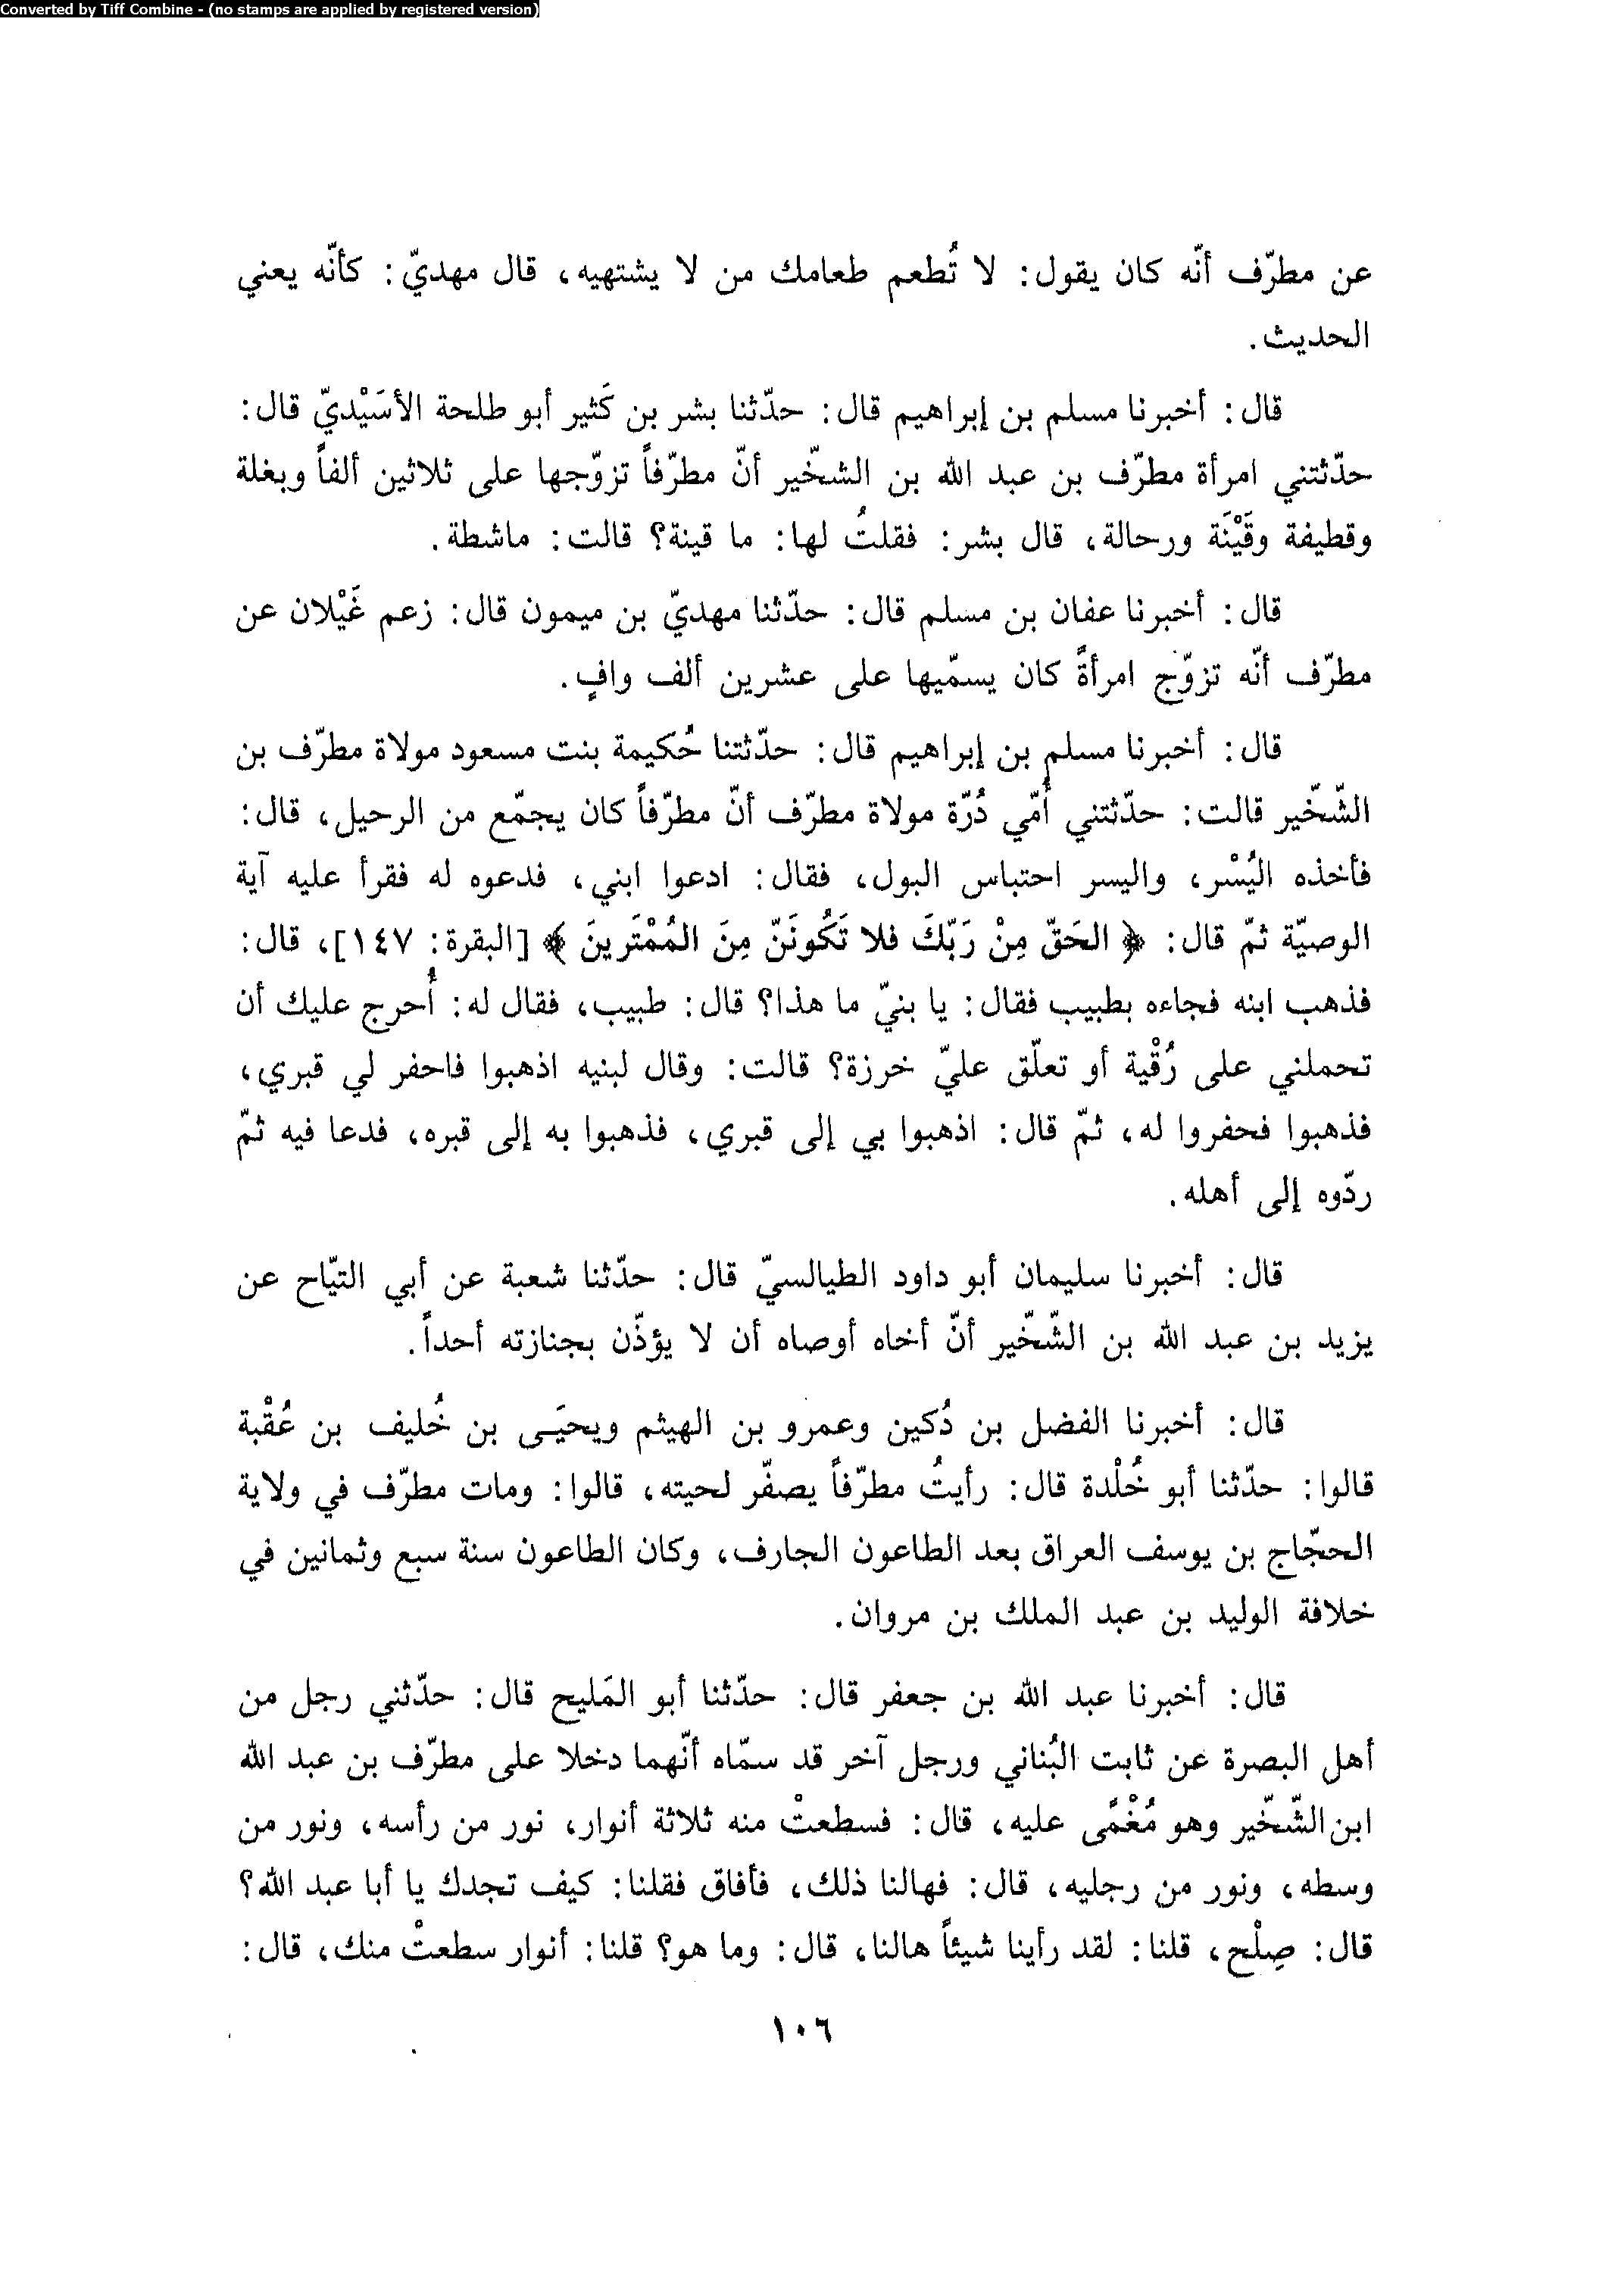 Converted by Tiff Combine - (no stamps are applied by registered version)
عن مطرّف أنّه كان يقول: لا تُطعم طعامك من لا يشتهيه، قال مهديّ: كأنّه يعني
الحديث.
قال: أخبرنا مسلم بن إبراهيم قال: حدّثنا بشر بن كَثير أبو طلحة الأسَيْديّ قال:
حدّثتني امرأة مطرّف بن عبد الله بن الشخّير أنّ مطرّفاً تزوّجها على ثلاثين ألفاً وبغلة
وقطيفة وقَيْنَة ورحالة، قال بشر: فقلتُ لها: ما قينة؟ قالت: ماشطة.
قال: أخبرنا عفان بن مسلم قال: حدّثنا مهديّ بن ميمون قال: زعم غَيْلان عن
مطرّف أنّه تزوّج امرأةً كان يسمّيها على عشرين ألف وافٍ.
قال: أخبرنا مسلم بن إبراهيم قال: حدّثتنا حُكيمة بنت مسعود مولاة مطرّف بن
الشّخّير قالت: حدّثتني أُمّي دُرّة مولاة مطرّف أنّ مطرّفاً كان يجمّع من الرحيل، قال:
فأخذه اليُسْر، واليسر احتباس البول، فقال: ادعوا ابني، فدعوه له فقرأ عليه آية
الوصيّة ثمّ قال: ﴿ الحَقّ مِنْ رَبّكَ فلا تَكُونَنّ مِنَ المُمْتَرينَ ﴾ [البقرة: ١٤٧]، قال:
فذهب ابنه فجاءه بطبيب فقال: يا بنيّ ما هذا؟ قال: طبيب، فقال له: أُحرج عليك أن
تحملني على رُقْية أو تعلّق عليّ خرزة؟ قالت: وقال لبنيه اذهبوا فاحفر لي قبري،
فذهبوا فحفروا له، ثمّ قال: اذهبوا بي إلى قبري، فذهبوا به إلى قبره، فدعا فيه ثمّ
ردّوه إلى أهله.
قال: أخبرنا سليمان أبو داود الطيالسيّ قال: حدّثنا شعبة عن أبي التيّاح عن
يزيد بن عبد الله بن الشّخّير أنّ أخاه أوصاه أن لا يؤذّن بجنازته أحداً.
قال: أخبرنا الفضل بن دُكين وعمرو بن الهيثم ويحيَى بن خُليف بن عُقْبة
قالوا: حدّثنا أبو خُلْدة قال: رأيتُ مطرّفاً يصفّر لحيته، قالوا: ومات مطرّف في ولاية
الحجّاج بن يوسف العراق بعد الطاعون الجارف، وكان الطاعون سنة سبع وثمانين في
خلافة الوليد بن عبد الملك بن مروان.
قال: أخبرنا عبد الله بن جعفر قال: حدّثنا أبو المَليح قال: حدّثني رجل من
أهل البصرة عن ثابت البُناني ورجل آخر قد سمّاه أنّهما دخلا على مطرّف بن عبد الله
ابن الشّخّير وهو مُغْمًى عليه، قال: فسطعتْ منه ثلاثة أنوار، نور من رأسه، ونور من
وسطه، ونور من رجليه، قال: فهالنا ذلك، فأفاق فقلنا: كيف تجدك يا أبا عبد الله؟
قال: صِلْح، قلنا: لقد رأينا شيئاً هالنا، قال: وما هو؟ قلنا: أنوار سطعتْ منك، قال:
١٠٦